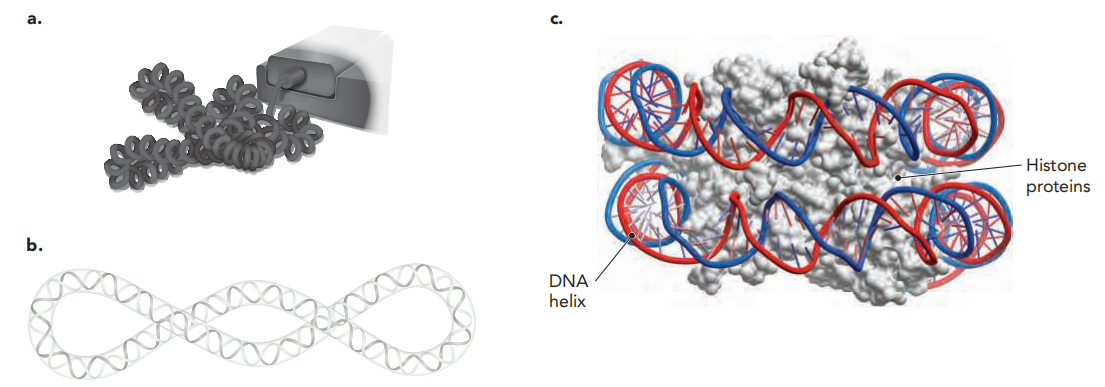 a.
b.
c.
Histone
proteins
DNA
helix